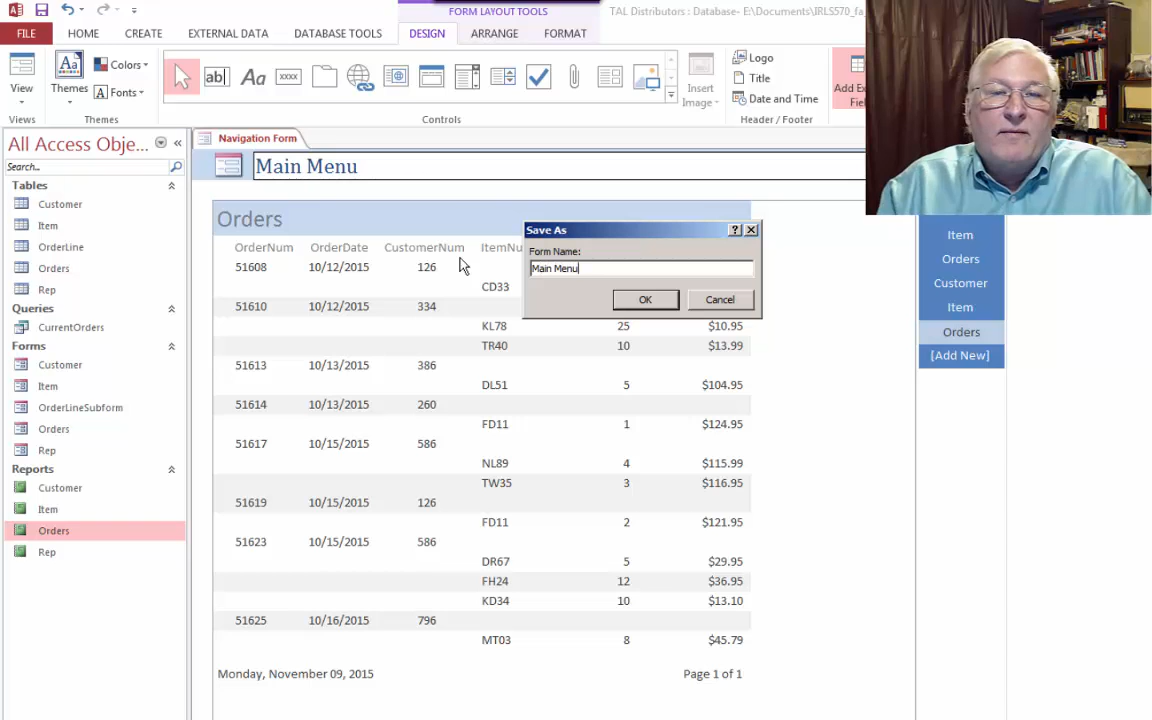 FORM LAYOUT TOOLS
TAL Distributors : Database- E:\Documents\IRLS570_fa
FILE HOME CREATE EXTERNAL DATA DATABASE TOOLS DESIGN ARRANGE FORMAT
View
Views
Themes
Colors
Fonts
Themes
ab|
Aa
xxxx
Controls
Insert
Image
Logo
Title
Date and Time
Header / Footer
Add Ex
Fiel
All Access Obje...
Search...
Tables
Customer
Item
OrderLine
Orders
Rep
Queries
CurrentOrders
Forms
Customer
Item
OrderLineSubform
Orders
Rep
Reports
Customer
Item
Orders
Rep
Navigation Form
Main Menu
Orders
OrderNum OrderDate CustomerNum ItemNu
51608 10/12/2015 126
CD33
51610 10/12/2015 334
KL78 25 $10.95
TR40 10 $13.99
51613 10/13/2015 386
DL51 5 $104.95
51614 10/13/2015 260
FD11 1 $124.95
51617 10/15/2015 586
NL89 4 $115.99
TW35 3 $116.95
51619 10/15/2015 126
FD11 2 $121.95
51623 10/15/2015 586
DR67 5 $29.95
FH24 12 $36.95
KD34 10 $13.10
51625 10/16/2015 796
MT03 8 $45.79
Monday, November 09, 2015 Page 1 of 1
Save As
Form Name:
Main Menu
OK Cancel
Item
Orders
Customer
Item
Orders
[Add New]